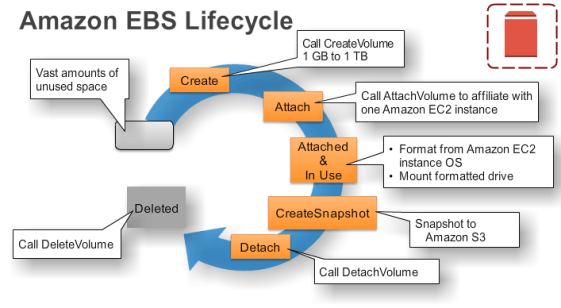 Amazon EBS Lifecycle
Call CreateVolume
1 GB to 1 TB
Vast amounts of
unused space
Create
Attach
Call AttachVolume to affiliate with
one Amazon EC2 instance
Attached
&
In Use
• Format from Amazon EC2
instance OS
• Mount formatted drive
CreateSnapshot
Snapshot to
Amazon S3
Deleted
Call DeleteVolume
Detach
Call DetachVolume